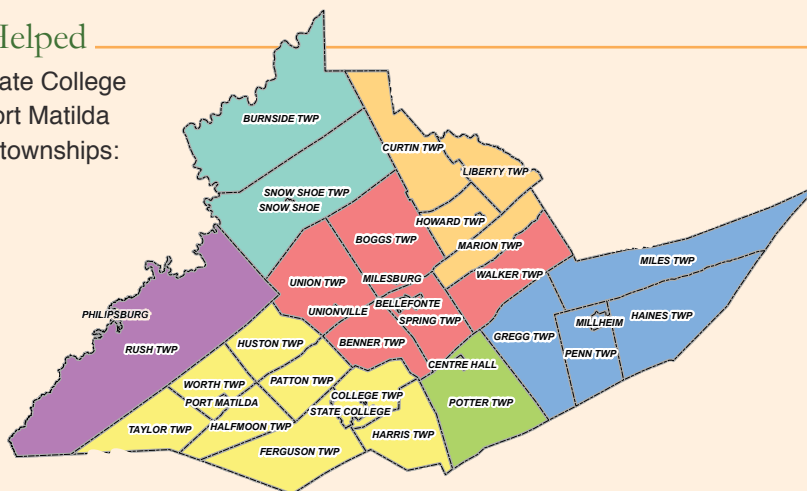 Helped
ate College
ort Matilda
townships:
BURNSIDE TWP
CURTIN TWP
LIBERTY TWP
SNOW SHOE TWP
SNOW SHOE
HOWARD TWP
BOGGS TWP
MARION TWP
MILES TWP
UNION TWP
MILESBURG
WALKER TWP
BELLEFONTE
UNIONVILLE
SPRING TWP
PHILIPSBURG
MILLHEIM
HAINES TWP
GREGG TWP
RUSH TWP
HUSTON TWP
BENNER TWP
PENN TWP
CENTRE HALL
PATTON TWP
WORTH TWP
COLLEGE TWP
PORT MATILDA
POTTER TWP
STATE COLLEGE
TAYLOR TWP
HALFMOON TWP
HARRIS TWP
FERGUSON TWP